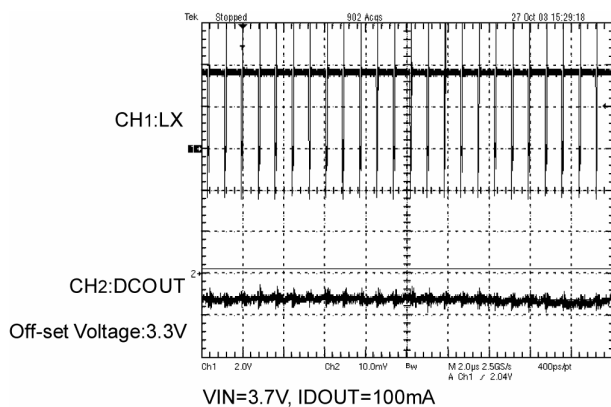 Tek Stopped 902 Acqs 27 Oct 03 15:29:18
CH1:LX
CH2:DCOUT
2
Off-set Voltage:3.3V
Ch1 2.0V Ch2 10.0mV BW M 2.0µs 2.5GS/s 400ps/pt
A Ch1 / 2.04V
VIN=3.7V, IDOUT=100mA